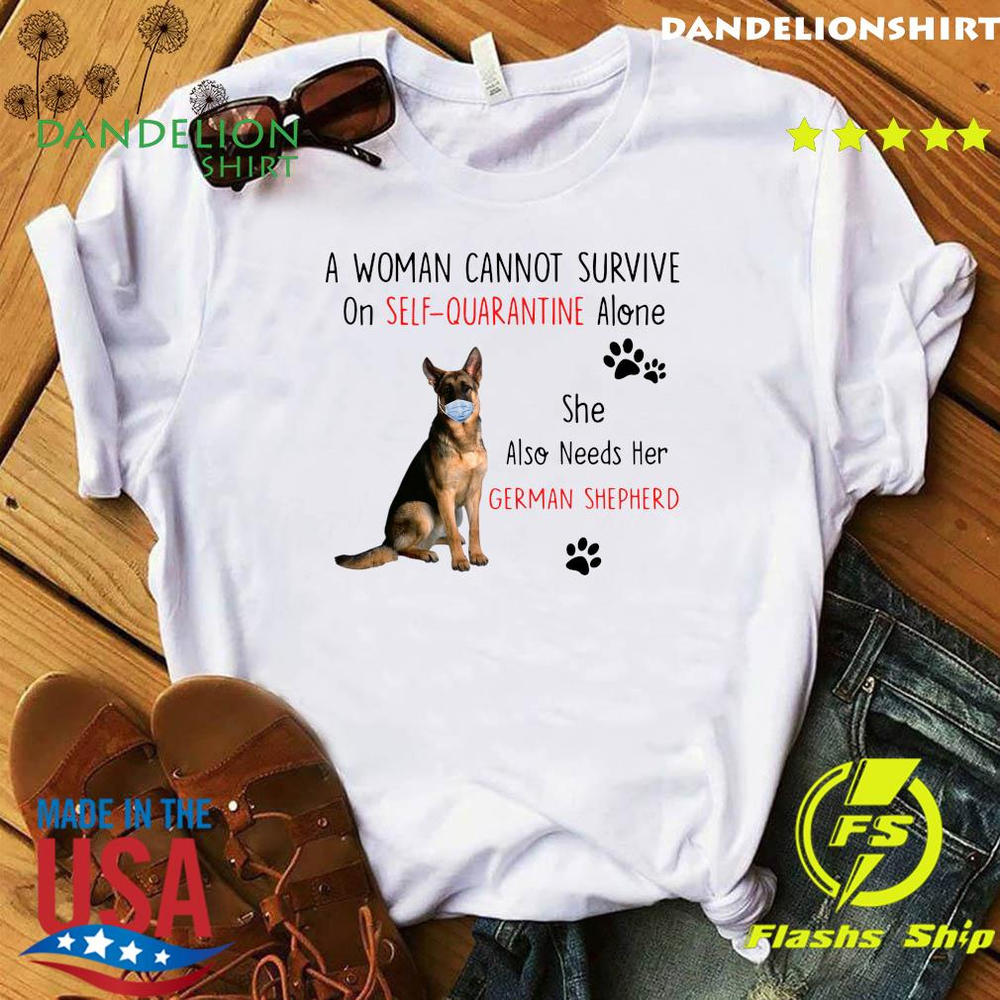 DANDELIONSHIRT
DANDELION
SHIRT
A WOMAN CANNOT SURVIVE
On SELF-QUARANTINE Alone
She
Also Needs Her
GERMAN SHEPHERD
MADE IN THE
USA
FS
Flashs Ship